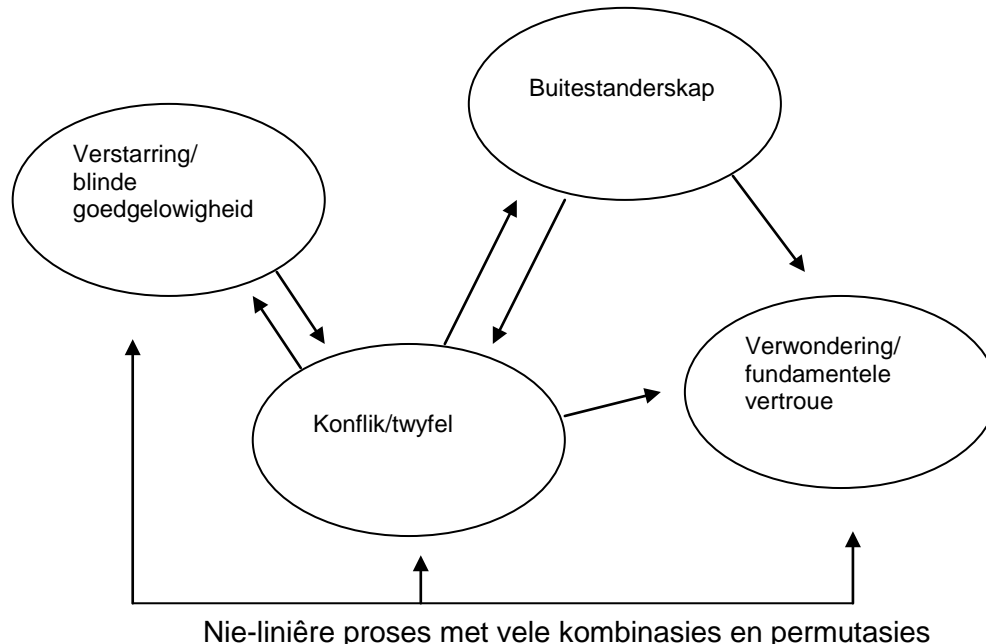 Buitestanderskap
Verstarring/
blinde
goedgelowigheid
Verwondering/
fundamentele
vertroue
Konflik/twyfel
Nie-liniêre proses met vele kombinasies en permutasies